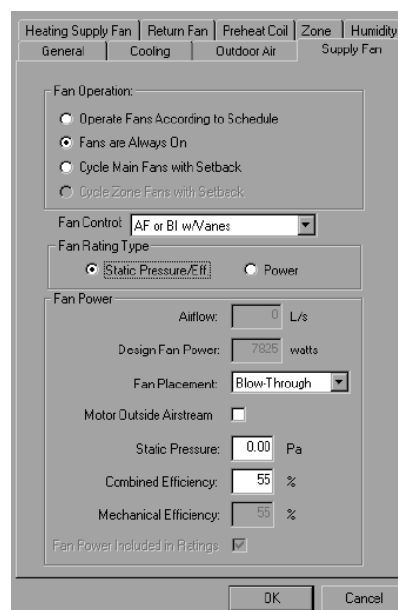 Heating Supply Fan Return Fan Preheat Coil Zone Humidity
General Cooling Outdoor Air Supply Fan
Fan Operation:
Operate Fans According to Schedule
Fans are Always On
Cycle Main Fans with Setback
Cycle Zone Fans with Setback
Fan Control: AF or BI w/Vanes
Fan Rating Type
Static Pressure/Eff. Power
Fan Power
Airflow: 0 L/s
Design Fan Power: 7825 watts
Fan Placement: Blow-Through
Motor Outside Airstream
Static Pressure: 0.00 Pa
Combined Efficiency: 55 %
Mechanical Efficiency: 55 %
Fan Power Included in Ratings
OK Cancel